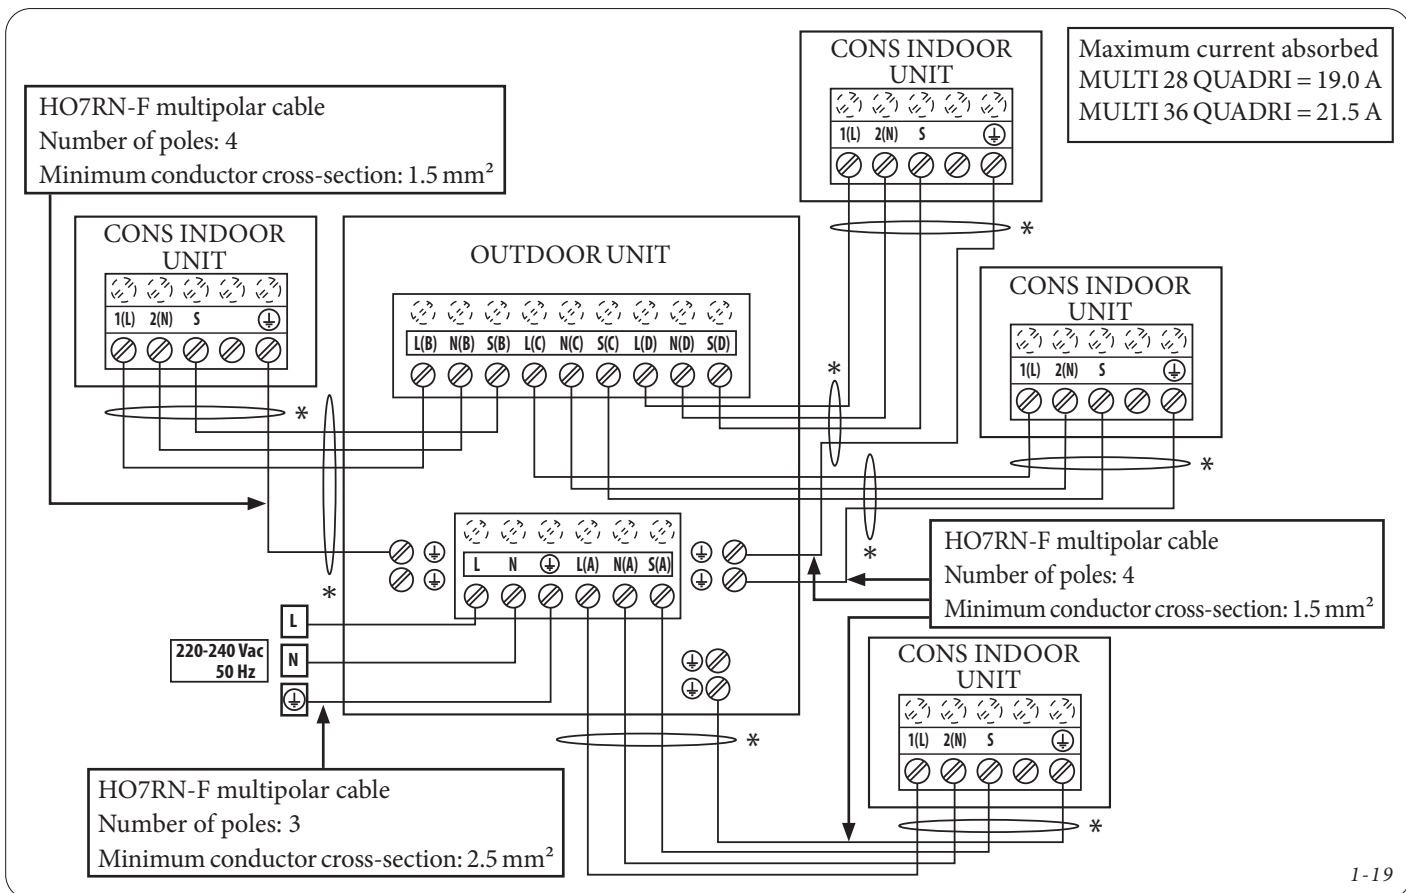 CONS INDOOR
UNIT
1(L) 2(N) S
Maximum current absorbed
MULTI 28 QUADRI = 19.0 A
MULTI 36 QUADRI = 21.5 A
HO7RN-F multipolar cable
Number of poles: 4
Minimum conductor cross-section: 1.5 mm²
*
CONS INDOOR
UNIT
1(L) 2(N) S
*
OUTDOOR UNIT
L(B) N(B) S(B) L(C) N(C) S(C) L(D) N(D) S(D)
CONS INDOOR
UNIT
1(L) 2(N) S
*
*
*
*
L N L(A) N(A) S(A)
HO7RN-F multipolar cable
Number of poles: 4
Minimum conductor cross-section: 1.5 mm²
L
220-240 Vac
50 Hz
N
CONS INDOOR
UNIT
1(L) 2(N) S
*
*
HO7RN-F multipolar cable
Number of poles: 3
Minimum conductor cross-section: 2.5 mm²
1-19